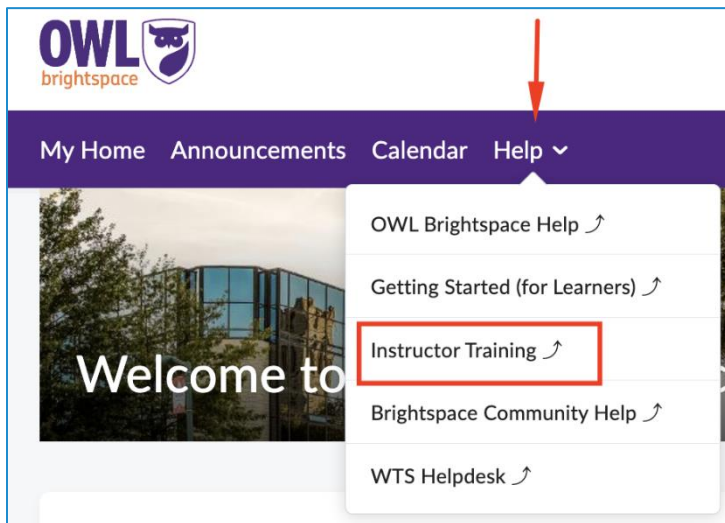 OWL
brightspace
My Home Announcements Calendar Help
OWL Brightspace Help
Getting Started (for Learners)
Instructor Training
Welcome to
Brightspace Community Help
WTS Helpdesk